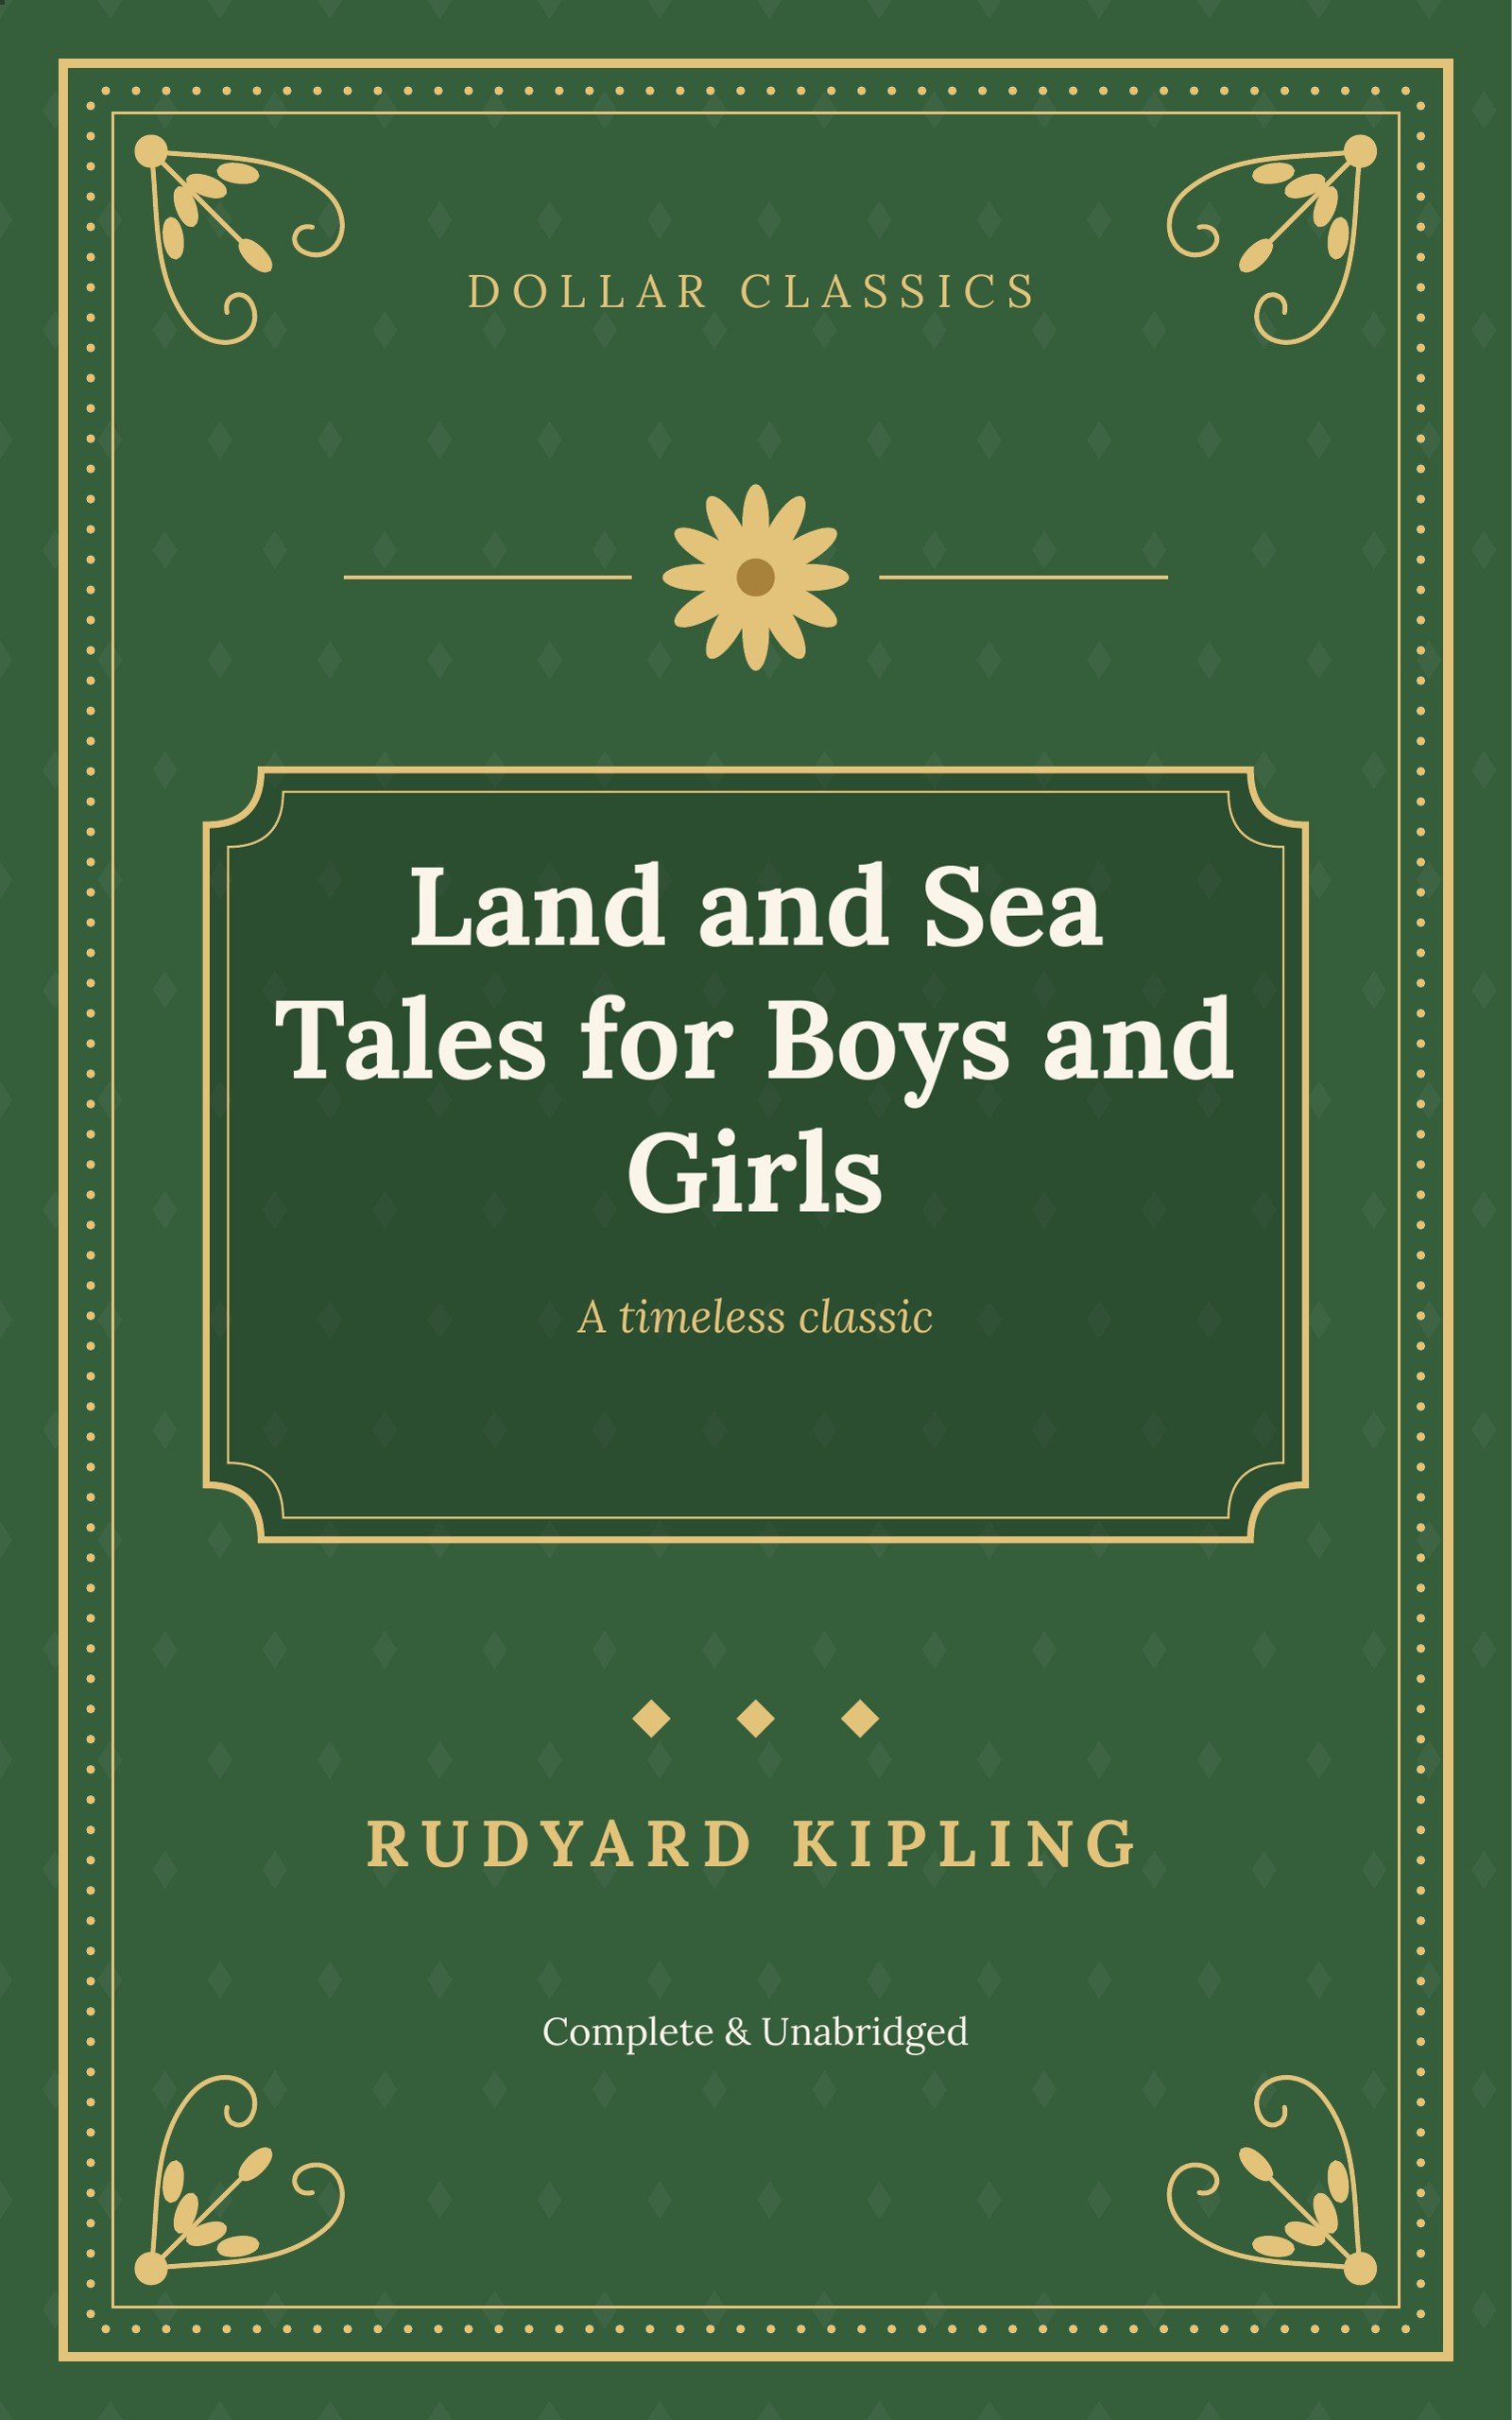 DOLLAR CLASSICS
Land and Sea
Tales for Boys and
Girls
A timeless classic
RUDYARD KIPLING
Complete & Unabridged